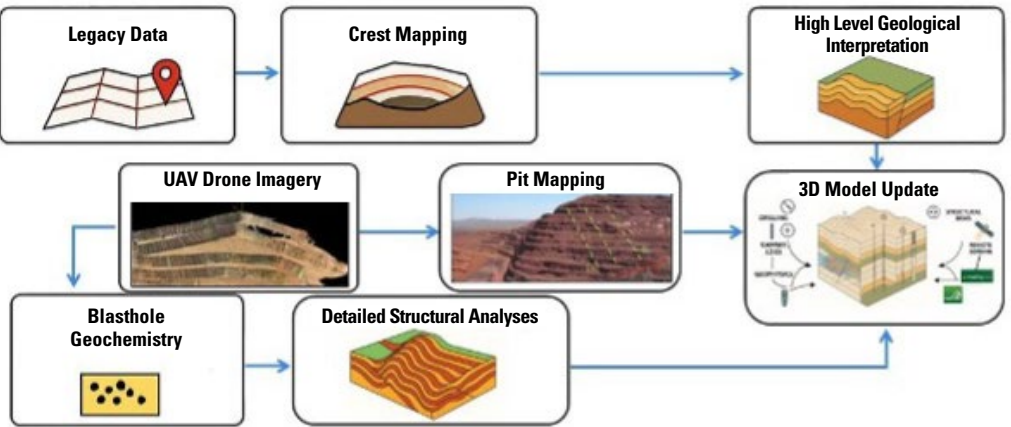 Legacy Data
Crest Mapping
High Level Geological
Interpretation
UAV Drone Imagery
Pit Mapping
3D Model Update
Blasthole
Geochemistry
Detailed Structural Analyses